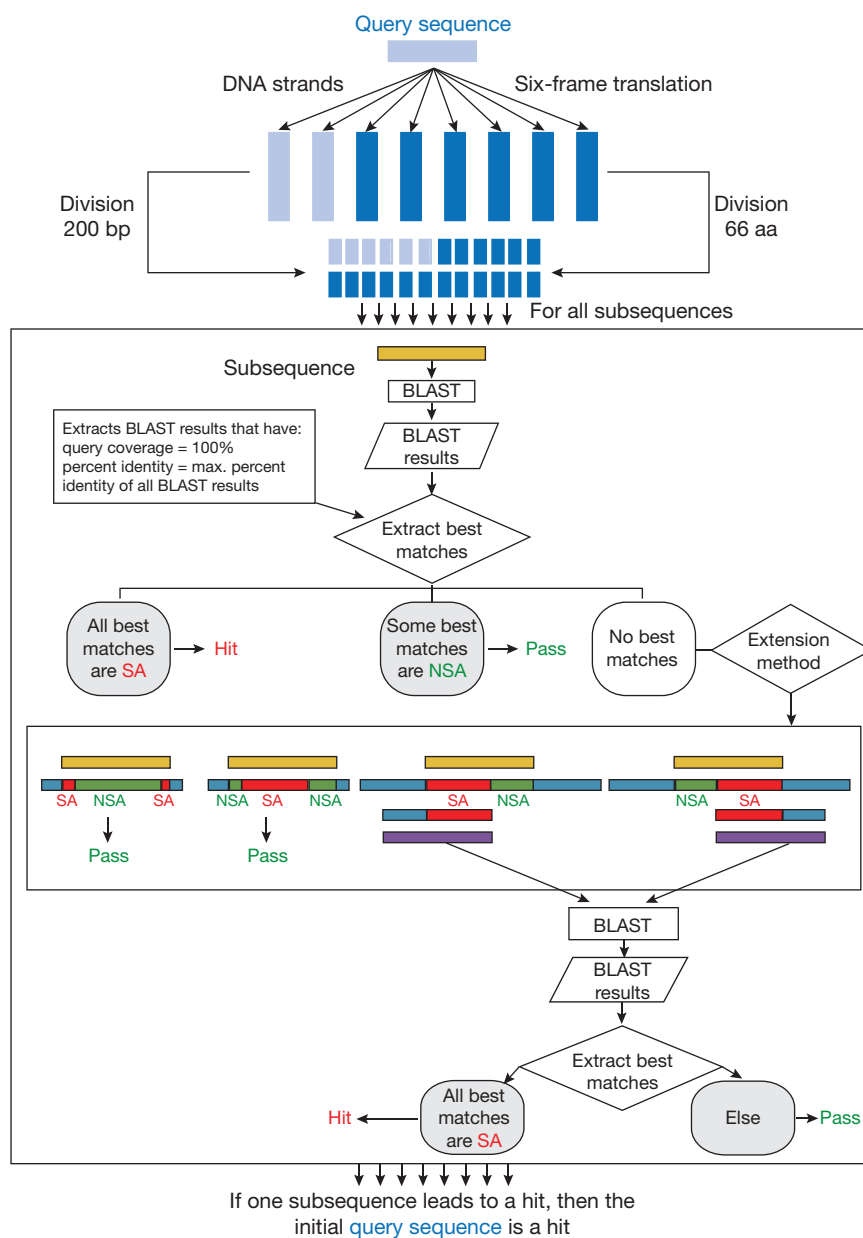 Query sequence
DNA strands
Six-frame translation
Division
200 bp
Division
66 aa
For all subsequences
Subsequence
BLAST
Extracts BLAST results that have:
query coverage = 100%
percent identity = max. percent
identity of all BLAST results
BLAST
results
Extract best
matches
All best
matches
are SA
Hit
Some best
matches
are NSA
Pass
No best
matches
Extension
method
SA NSA SA
Pass
NSA SA NSA
Pass
SA NSA
NSA SA
BLAST
BLAST
results
Extract best
matches
Hit
All best
matches
are SA
Else
Pass
If one subsequence leads to a hit, then the
initial query sequence is a hit